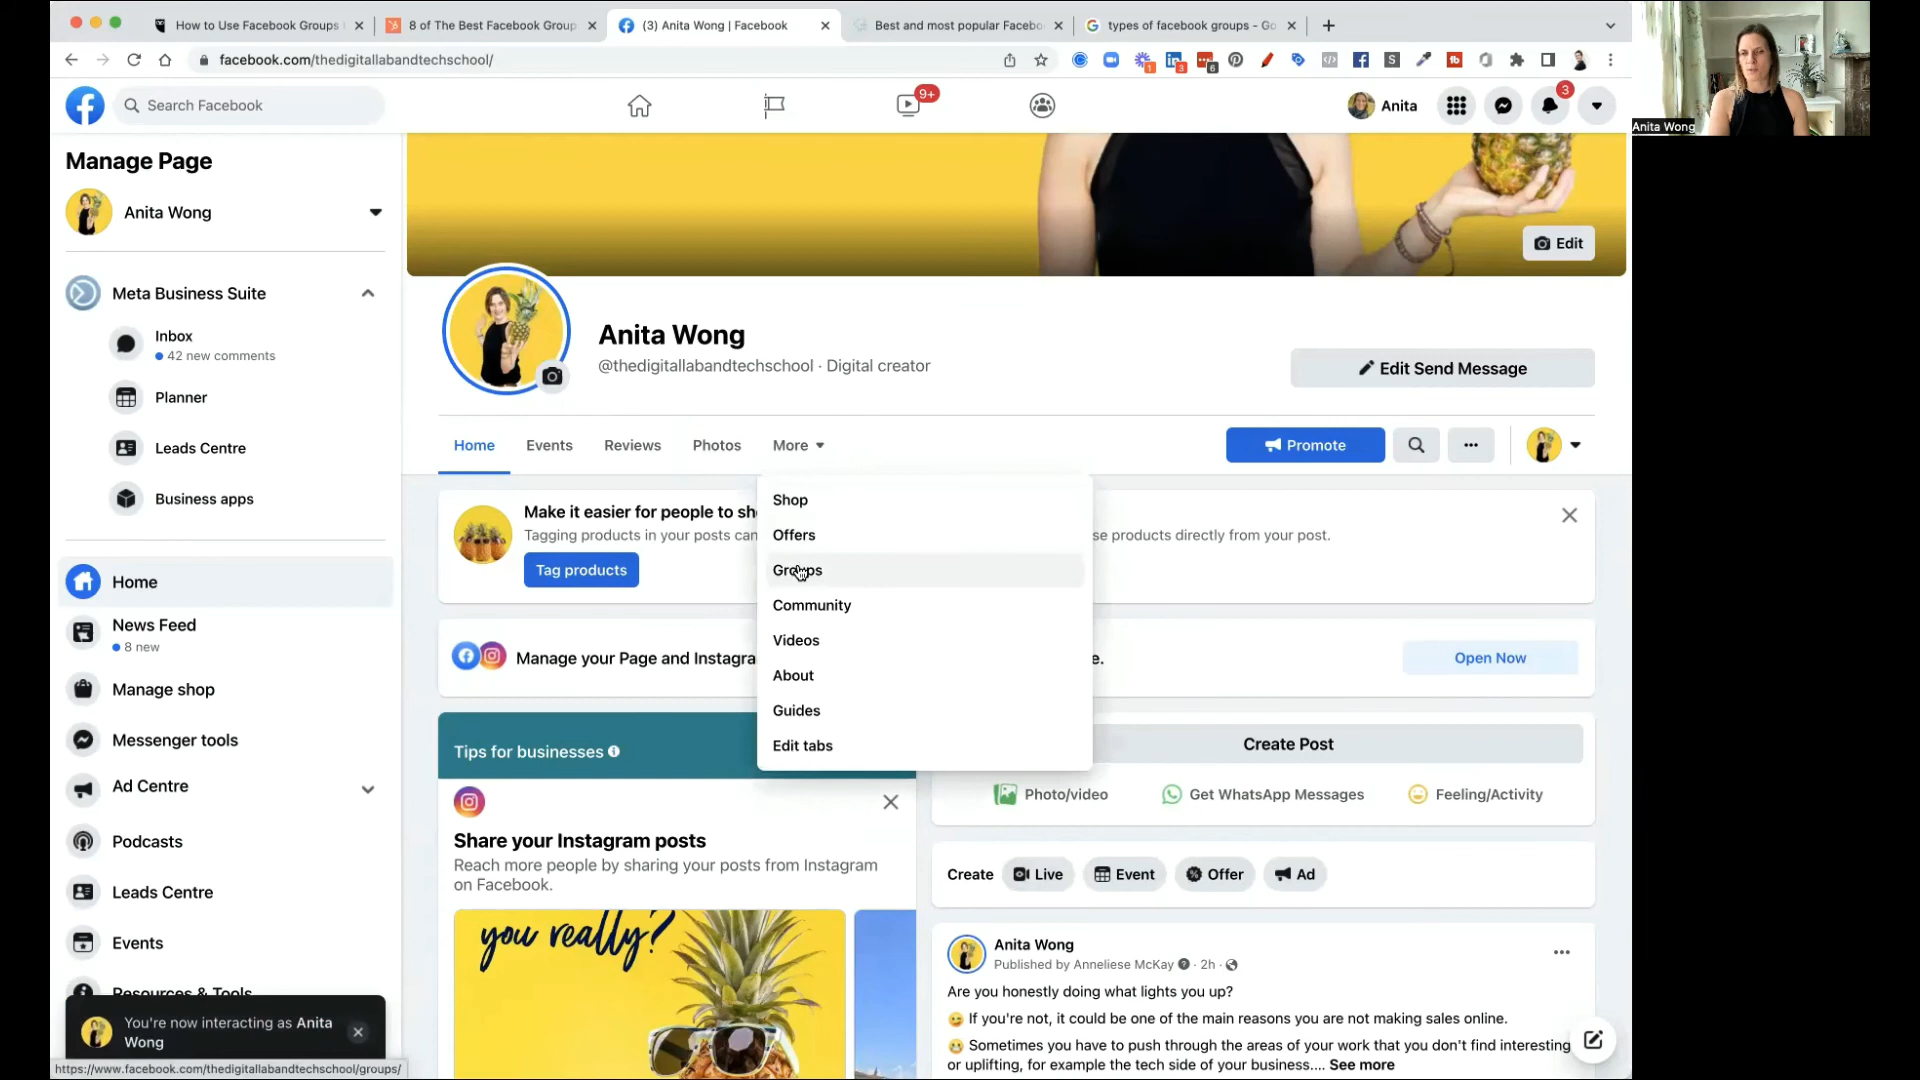 How to Use Facebook Groups
8 of The Best Facebook Group
(3) Anita Wong | Facebook
Best and most popular Facebo
types of facebook groups - Go
facebook.com/thedigitallabandtechschool/
1
3
6
Search Facebook
9+
Anita
3
Anita Wong
Manage Page
Anita Wong
Edit
Meta Business Suite
Inbox
42 new comments
Planner
Leads Centre
Business apps
Anita Wong
@thedigitallabandtechschool · Digital creator
Edit Send Message
Home
Events
Reviews
Photos
More
Promote
Shop
Offers
Groups
Community
Videos
About
Guides
Edit tabs
Make it easier for people to sh
Tagging products in your posts can
se products directly from your post.
Tag products
Manage your Page and Instagra
e.
Open Now
Home
News Feed
8 new
Manage shop
Messenger tools
Ad Centre
Podcasts
Leads Centre
Events
Resources & Tools
You're now interacting as Anita
Wong
https://www.facebook.com/thedigitallabandtechschool/groups/
Tips for businesses
Share your Instagram posts
Reach more people by sharing your posts from Instagram
on Facebook.
you really?
Create Post
Photo/video
Get WhatsApp Messages
Feeling/Activity
Create
Live
Event
Offer
Ad
Anita Wong
Published by Anneliese McKay · 2h ·
Are you honestly doing what lights you up?
If you're not, it could be one of the main reasons you are not making sales online.
Sometimes you have to push through the areas of your work that you don't find interesting
or uplifting, for example the tech side of your business.... See more